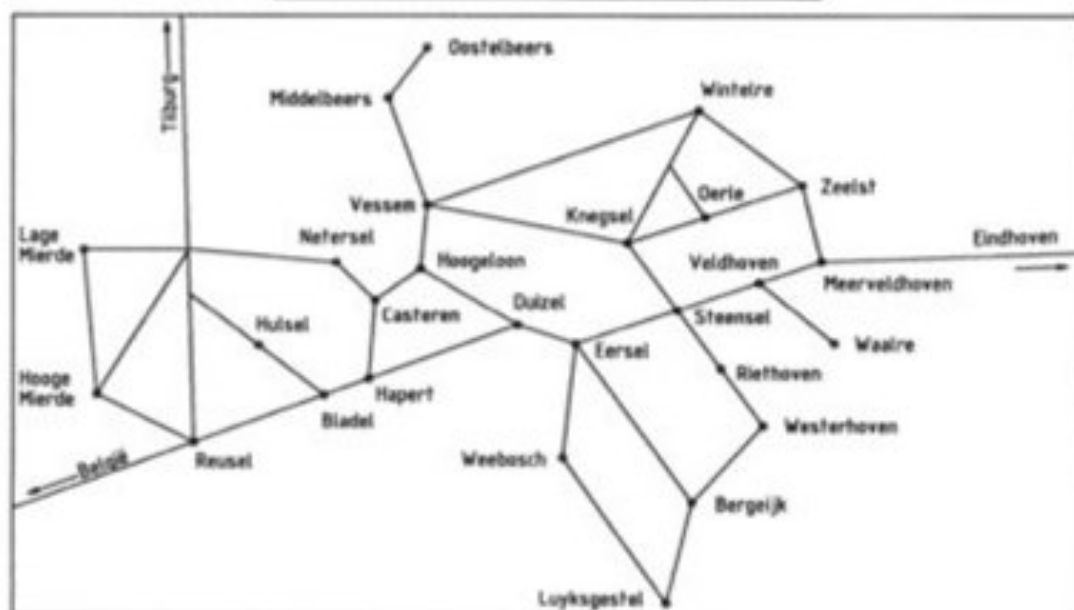 Oostelbeers
Middelbeers
Wintelre
Tilburg
Zeelst
Oerle
Vessem
Knegsel
Lage
Mierde
Netersel
Eindhoven
Hoogeloon
Veldhoven
Meerveldhoven
Casteren
Duizel
Steensel
Hulsel
Eersel
Waalre
Riethoven
Hooge
Mierde
Hapert
Bladel
Westerhoven
België
Reusel
Weebosch
Bergeijk
Luyksgestel